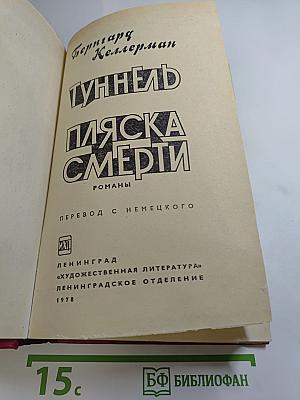 Бернгард
Келлерман
ТУННЕЛЬ
ПЛЯСКА
СМЕРТИ
РОМАНЫ
ПЕРЕВОД С НЕМЕЦКОГО
ЛЕНИНГРАД
«ХУДОЖЕСТВЕННАЯ ЛИТЕРАТУРА»
ЛЕНИНГРАДСКОЕ ОТДЕЛЕНИЕ
1978
15с
БФ БИБЛИОФАН